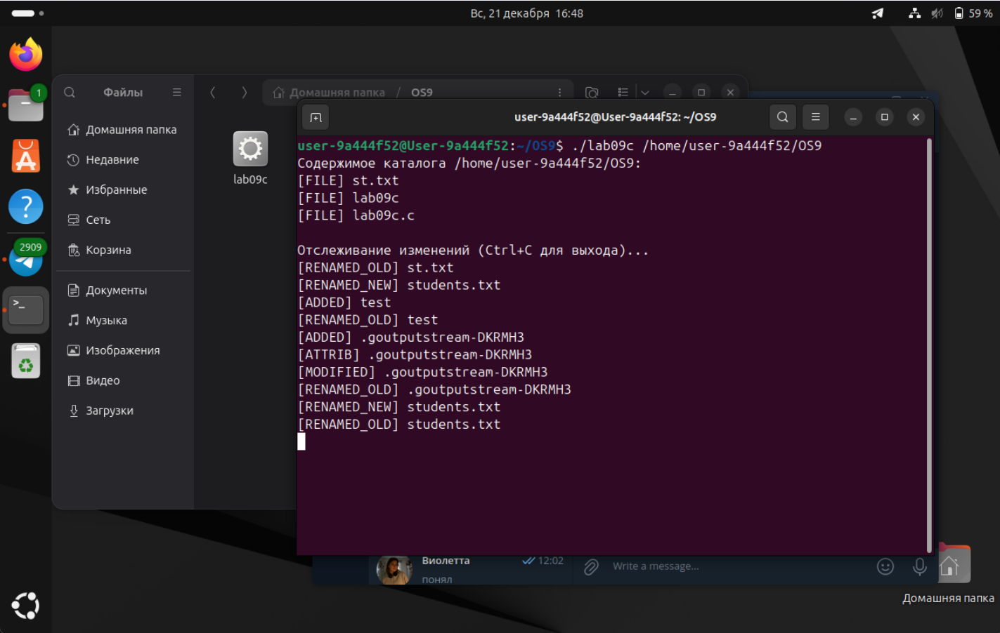 Вс, 21 декабря 16:48
59 %
1
2909
Файлы
Домашняя папка / OS9
Домашняя папка
Недавние
Избранные
Сеть
Корзина
Документы
Музыка
Изображения
Видео
Загрузки
lab09c
user-9a444f52@User-9a444f52: ~/OS9
user-9a444f52@User-9a444f52:~/OS9$ ./lab09c /home/user-9a444f52/OS9
Содержимое каталога /home/user-9a444f52/OS9:
[FILE] st.txt
[FILE] lab09c
[FILE] lab09c.c
Отслеживание изменений (Ctrl+C для выхода)...
[RENAMED_OLD] st.txt
[RENAMED_NEW] students.txt
[ADDED] test
[RENAMED_OLD] test
[ADDED] .goutputstream-DKRMH3
[ATTRIB] .goutputstream-DKRMH3
[MODIFIED] .goutputstream-DKRMH3
[RENAMED_OLD] .goutputstream-DKRMH3
[RENAMED_NEW] students.txt
[RENAMED_OLD] students.txt
Виолетта 12:02
понял
Write a message...
Домашняя папка